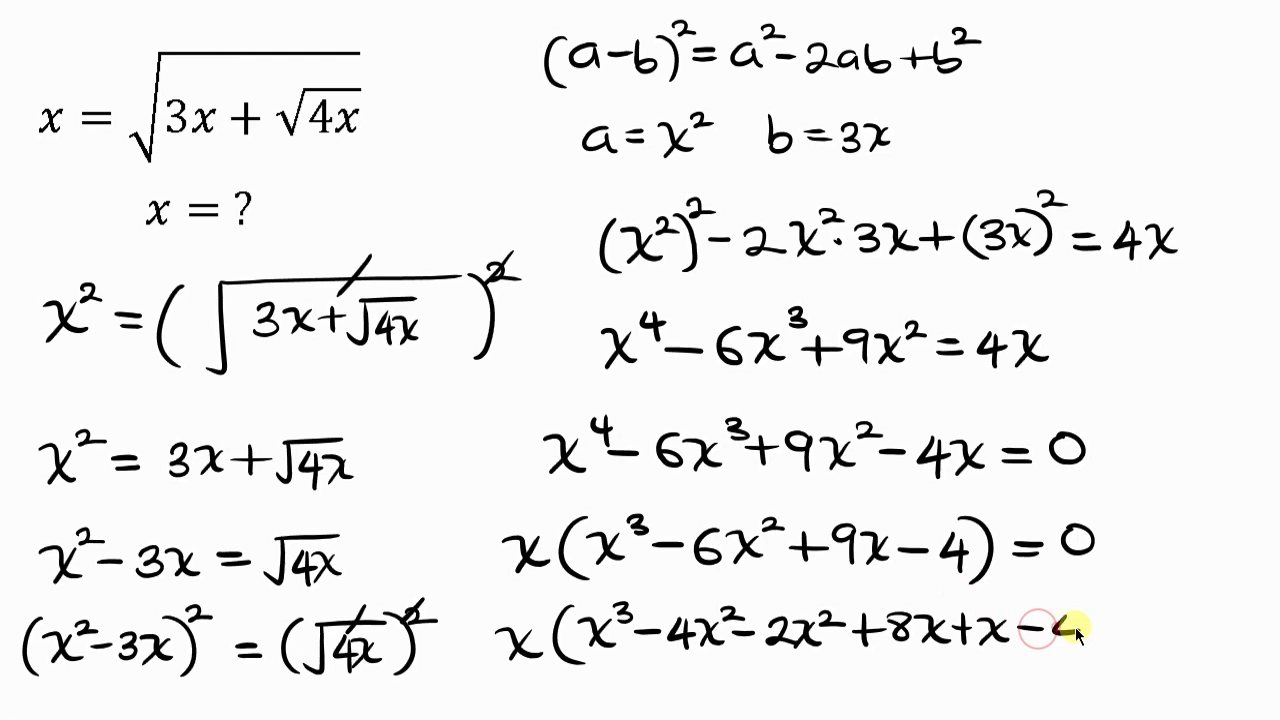 x = √(3x + √(4x))
x = ?
x² = (√(3x+√(4x)))²
x² = 3x+√(4x)
x² - 3x = √(4x)
(x²-3x)² = (√(4x))²
(a-b)² = a² - 2ab + b²
a = x² b = 3x
(x²)² - 2x²·3x + (3x)² = 4x
x⁴ - 6x³ + 9x² = 4x
x⁴ - 6x³ + 9x² - 4x = 0
x(x³ - 6x² + 9x - 4) = 0
x(x³ - 4x² - 2x² + 8x + x -